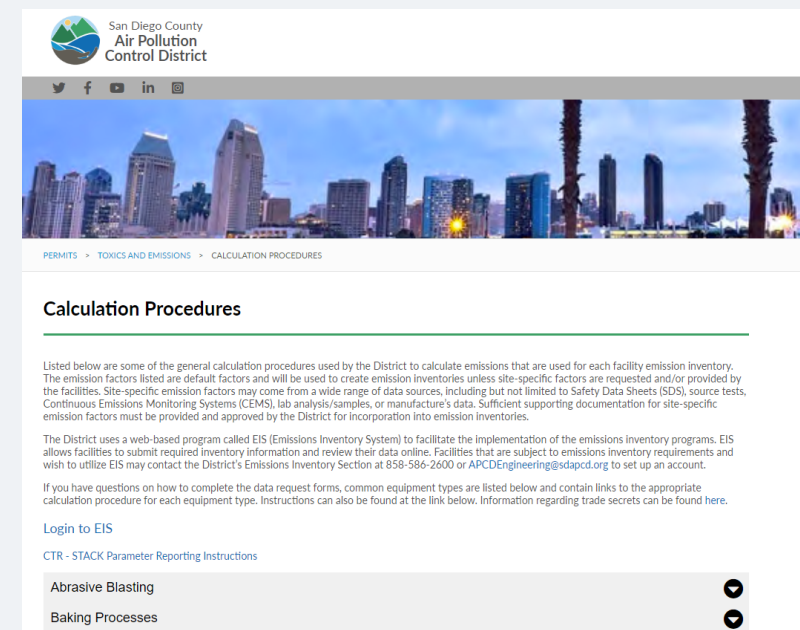 San Diego County
Air Pollution
Control District
PERMITS > TOXICS AND EMISSIONS > CALCULATION PROCEDURES
Calculation Procedures
Listed below are some of the general calculation procedures used by the District to calculate emissions that are used for each facility emission inventory.
The emission factors listed are default factors and will be used to create emission inventories unless site-specific factors are requested and/or provided by
the facilities. Site-specific emission factors may come from a wide range of data sources, including but not limited to Safety Data Sheets (SDS), source tests,
Continuous Emissions Monitoring Systems (CEMS), lab analysis/samples, or manufacture's data. Sufficient supporting documentation for site-specific
emission factors must be provided and approved by the District for incorporation into emission inventories.
The District uses a web-based program called EIS (Emissions Inventory System) to facilitate the implementation of the emissions inventory programs. EIS
allows facilities to submit required inventory information and review their data online. Facilities that are subject to emissions inventory requirements and
wish to utilize EIS may contact the District's Emissions Inventory Section at 858-586-2600 or APCDEngineering@sdapcd.org to set up an account.
If you have questions on how to complete the data request forms, common equipment types are listed below and contain links to the appropriate
calculation procedure for each equipment type. Instructions can also be found at the link below. Information regarding trade secrets can be found here.
Login to EIS
CTR - STACK Parameter Reporting Instructions
Abrasive Blasting
Baking Processes